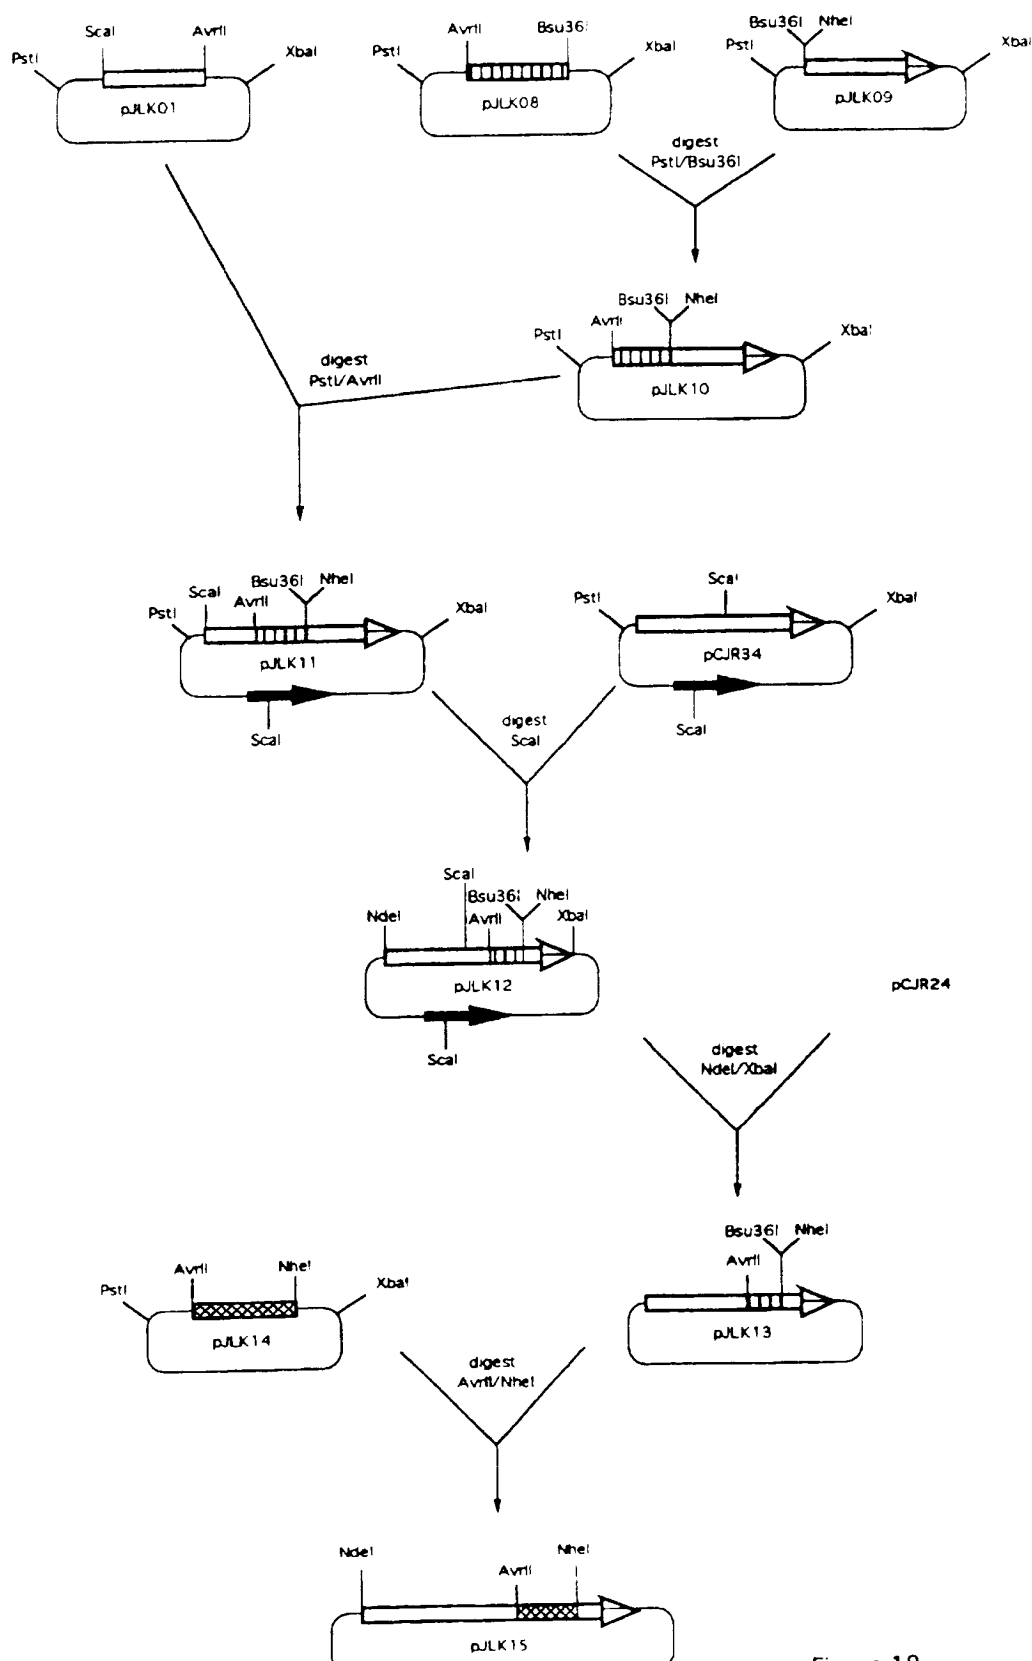 PstI
ScaI
AvrII
XbaI
pJLK01
PstI
AvrII
Bsu36I
XbaI
pJLK08
PstI
Bsu36I
NheI
XbaI
pJLK09
digest
PstI/Bsu36I
PstI
AvrII
Bsu36I
NheI
XbaI
pJLK10
digest
PstI/AvrII
PstI
ScaI
AvrII
Bsu36I
NheI
XbaI
pJLK11
ScaI
PstI
ScaI
XbaI
pCJR34
ScaI
digest
ScaI
NdeI
ScaI
AvrII
Bsu36I
NheI
XbaI
pJLK12
ScaI
pCJR24
digest
NdeI/XbaI
PstI
AvrII
NheI
XbaI
pJLK14
AvrII
Bsu36I
NheI
pJLK13
digest
AvrII/NheI
NdeI
AvrII
NheI
pJLK15